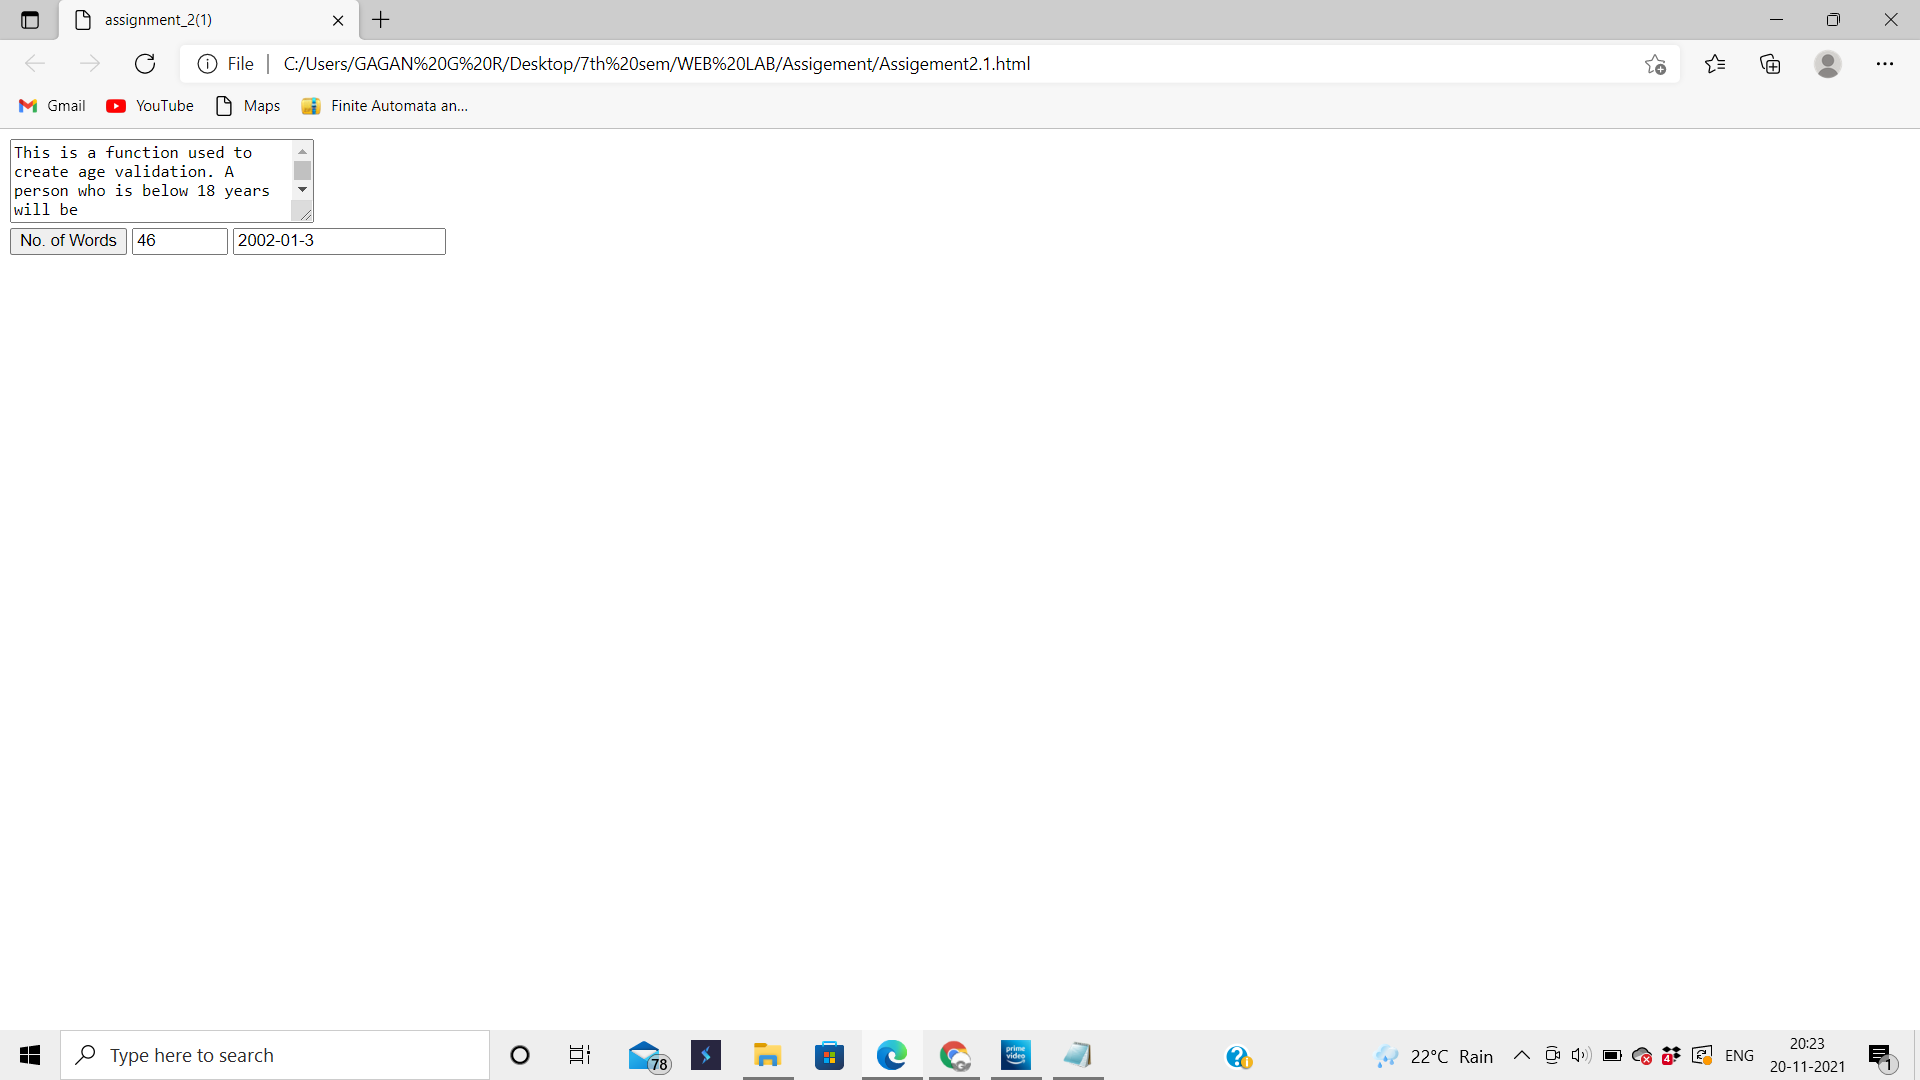 assignment_2(1)
File C:/Users/GAGAN%20G%20R/Desktop/7th%20sem/WEB%20LAB/Assigement/Assigement2.1.html
Gmail YouTube Maps Finite Automata an...
This is a function used to
create age validation. A
person who is below 18 years
will be
No. of Words 46 2002-01-3
Type here to search 78 prime video 22°C Rain 4 ENG 20:23
20-11-2021 1